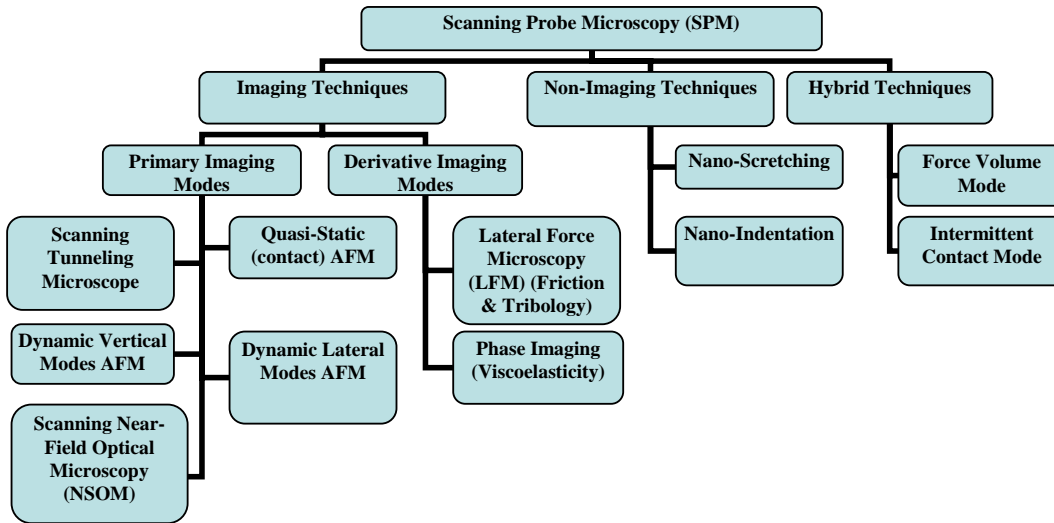 Scanning Probe Microscopy (SPM)
Imaging Techniques
Non-Imaging Techniques
Hybrid Techniques
Primary Imaging
Modes
Derivative Imaging
Modes
Nano-Scretching
Force Volume
Mode
Scanning
Tunneling
Microscope
Quasi-Static
(contact) AFM
Lateral Force
Microscopy
(LFM) (Friction
& Tribology)
Nano-Indentation
Intermittent
Contact Mode
Dynamic Vertical
Modes AFM
Dynamic Lateral
Modes AFM
Phase Imaging
(Viscoelasticity)
Scanning Near-
Field Optical
Microscopy
(NSOM)